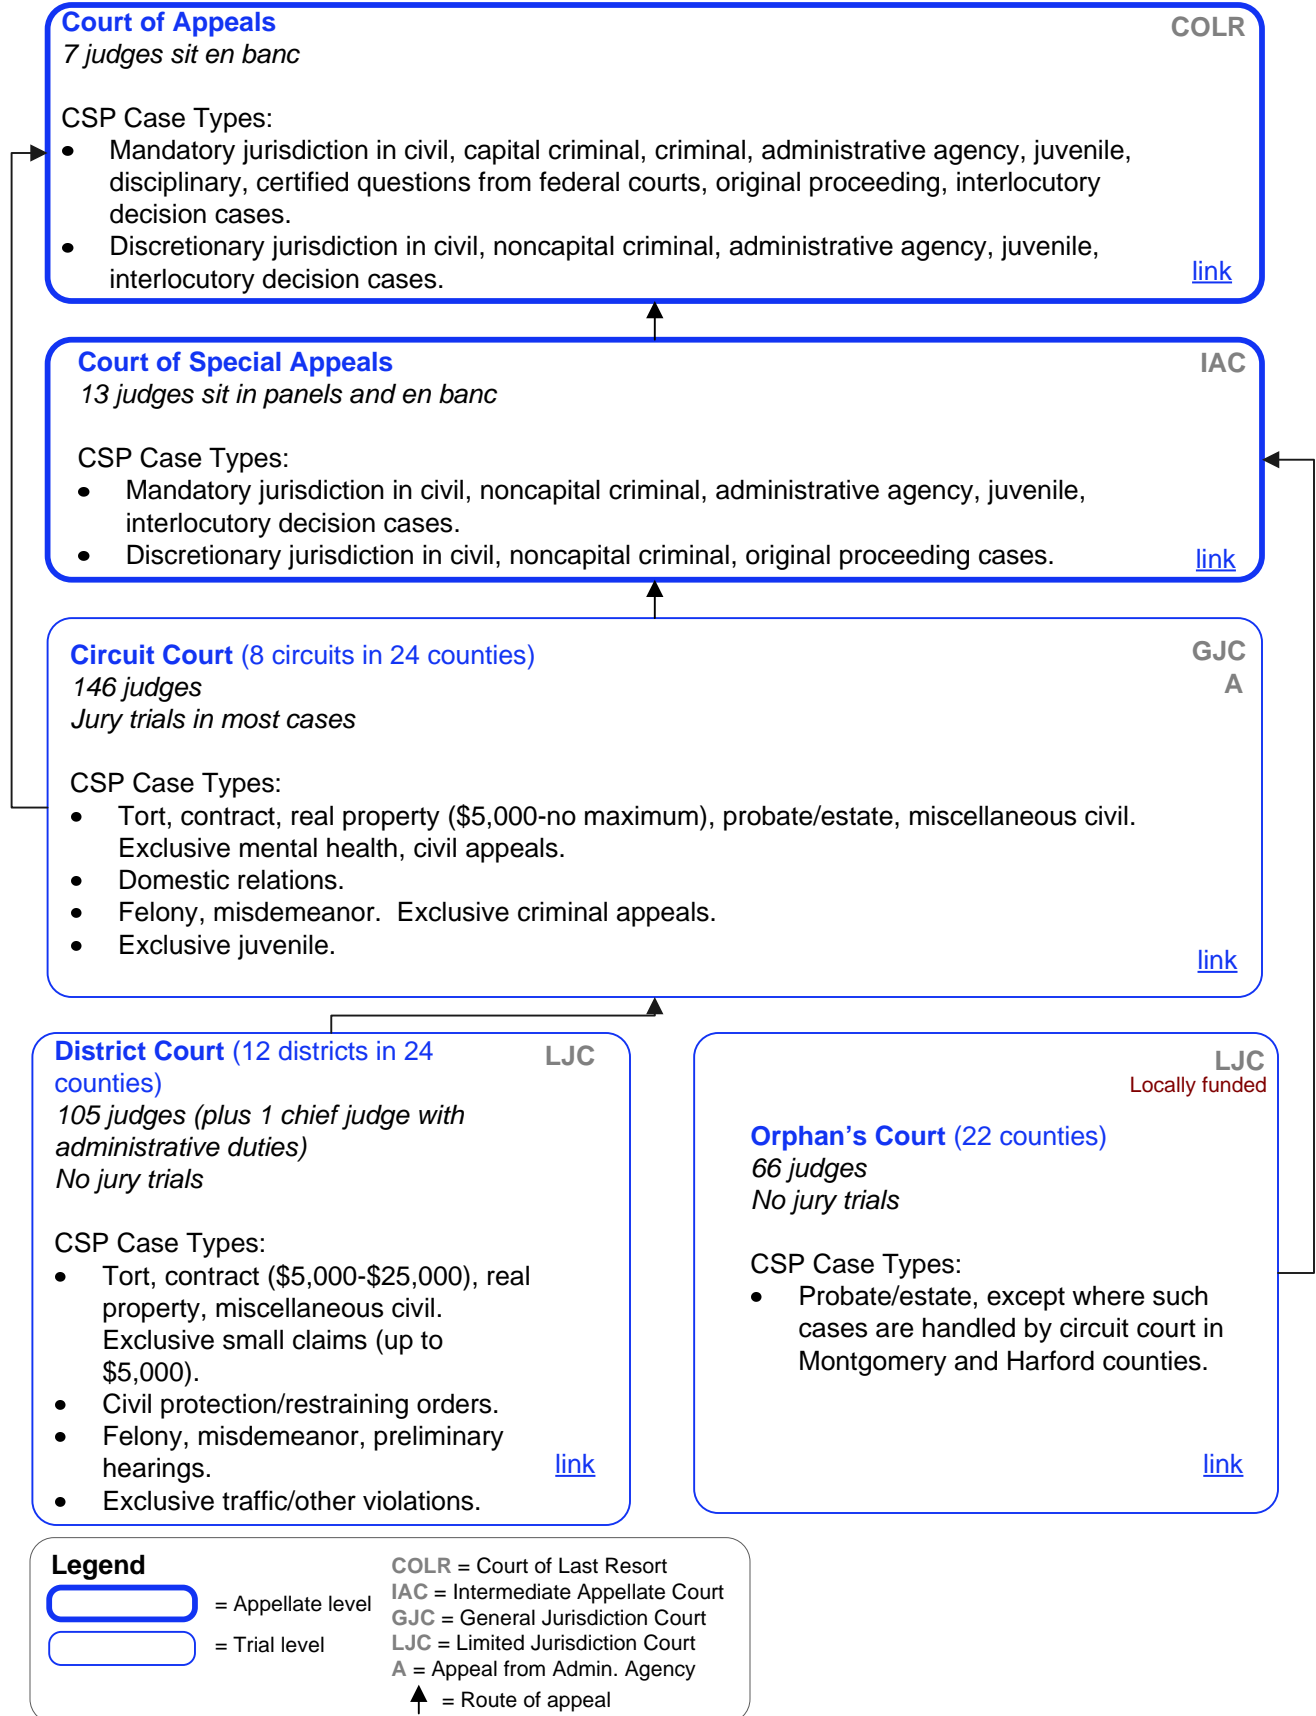 Court of Appeals
COLR
7 judges sit en banc
CSP Case Types:
• Mandatory jurisdiction in civil, capital criminal, criminal, administrative agency, juvenile,
disciplinary, certified questions from federal courts, original proceeding, interlocutory
decision cases.
• Discretionary jurisdiction in civil, noncapital criminal, administrative agency, juvenile,
interlocutory decision cases.
link
Court of Special Appeals
IAC
13 judges sit in panels and en banc
CSP Case Types:
• Mandatory jurisdiction in civil, noncapital criminal, administrative agency, juvenile,
interlocutory decision cases.
• Discretionary jurisdiction in civil, noncapital criminal, original proceeding cases.
link
Circuit Court (8 circuits in 24 counties)
GJC
146 judges
A
Jury trials in most cases
CSP Case Types:
• Tort, contract, real property ($5,000-no maximum), probate/estate, miscellaneous civil.
Exclusive mental health, civil appeals.
• Domestic relations.
• Felony, misdemeanor.  Exclusive criminal appeals.
• Exclusive juvenile.
link
District Court (12 districts in 24
counties)
LJC
105 judges (plus 1 chief judge with
administrative duties)
No jury trials
CSP Case Types:
• Tort, contract ($5,000-$25,000), real
property, miscellaneous civil.
Exclusive small claims (up to
$5,000).
• Civil protection/restraining orders.
• Felony, misdemeanor, preliminary
hearings.
link
• Exclusive traffic/other violations.
LJC
Locally funded
Orphan's Court (22 counties)
66 judges
No jury trials
CSP Case Types:
• Probate/estate, except where such
cases are handled by circuit court in
Montgomery and Harford counties.
link
Legend
= Appellate level
= Trial level
COLR = Court of Last Resort
IAC = Intermediate Appellate Court
GJC = General Jurisdiction Court
LJC = Limited Jurisdiction Court
A = Appeal from Admin. Agency
= Route of appeal